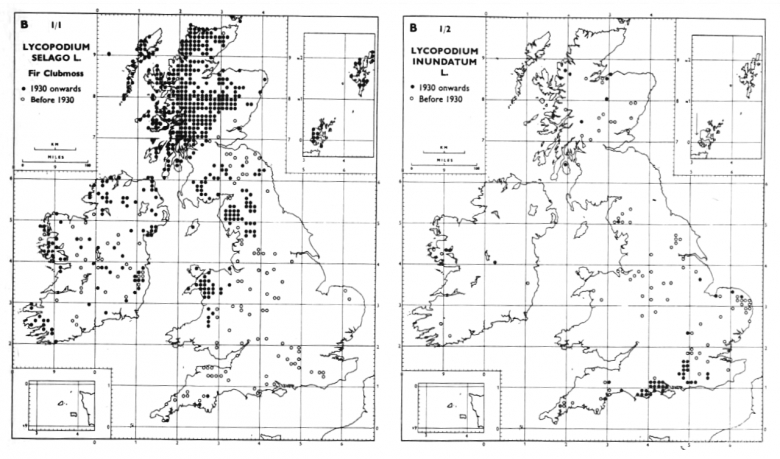 B 1/1
LYCOPODIUM
SELAGO L.
Fir Clubmoss
● 1930 onwards
○ Before 1930
KM
MILES
B 1/2
LYCOPODIUM
INUNDATUM
L.
● 1930 onwards
○ Before 1930
KM
MILES